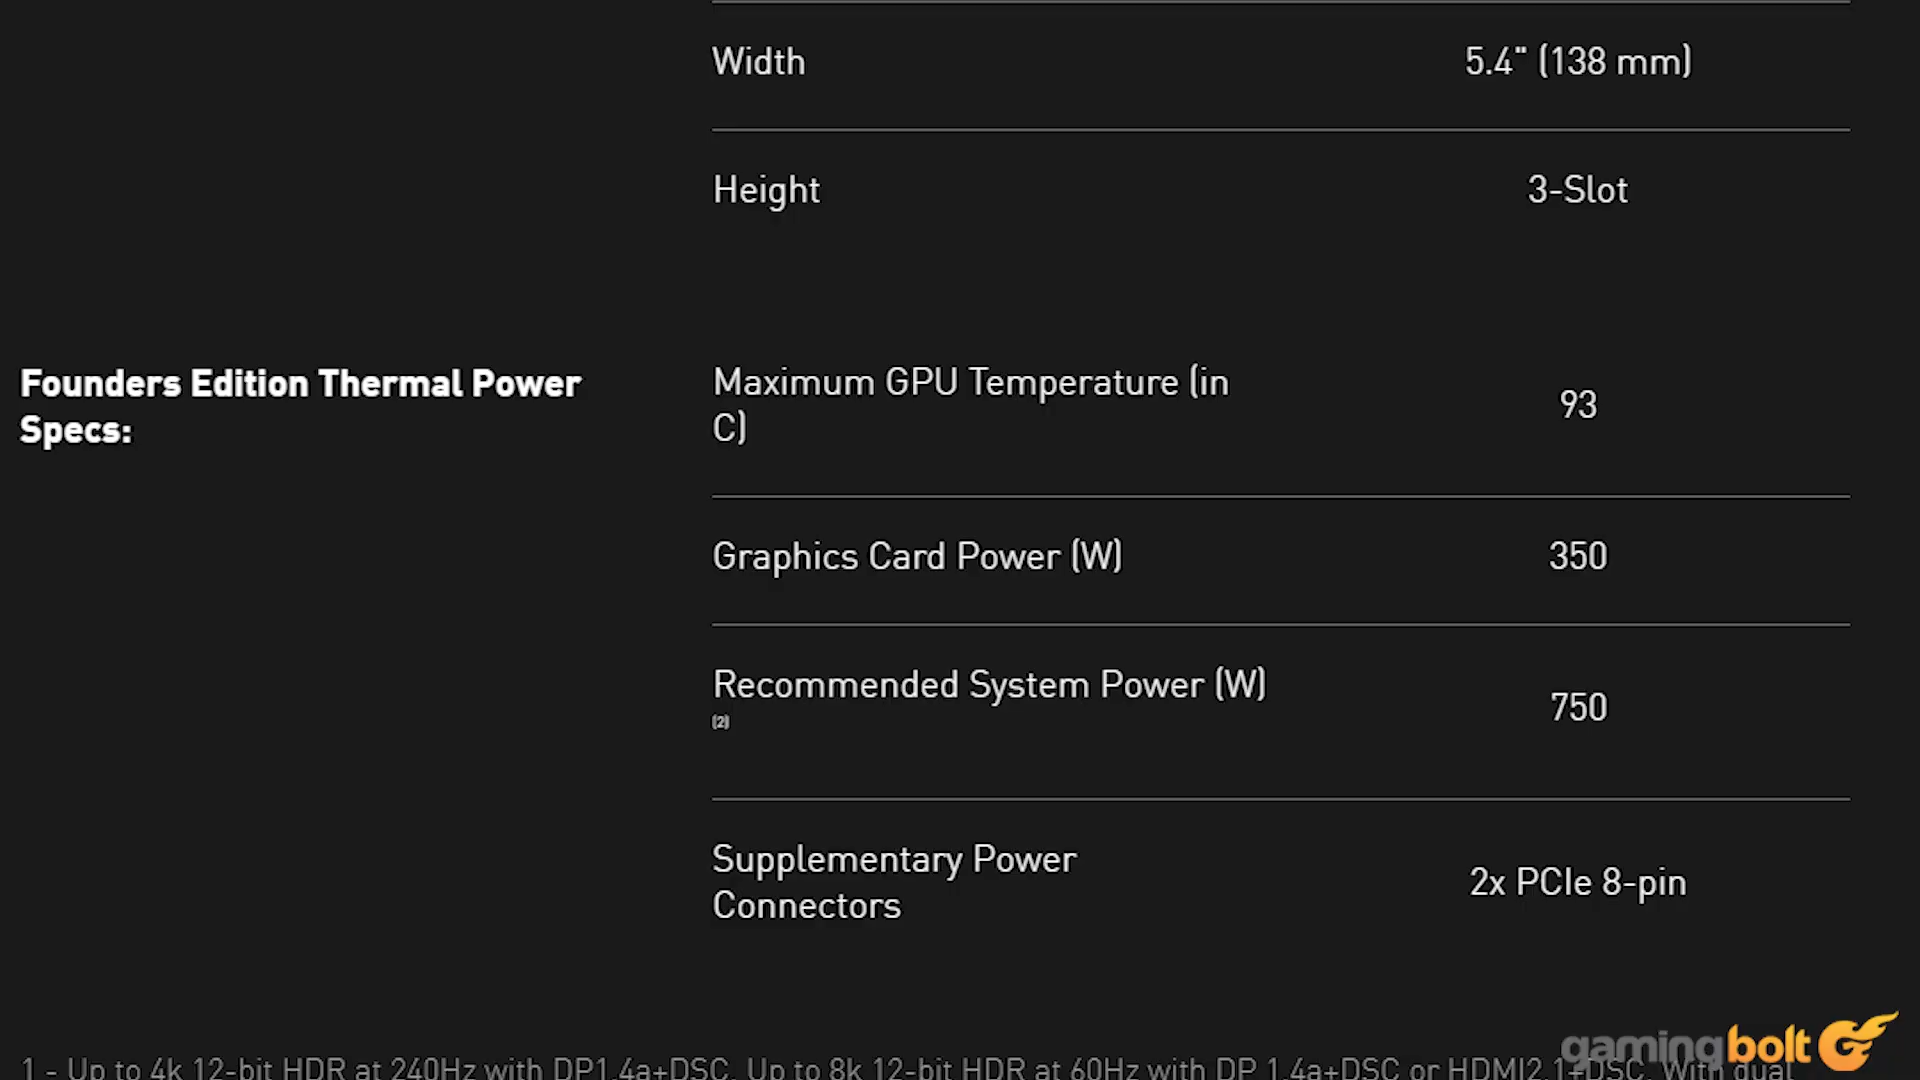 Width 5.4" (138 mm)
Height 3-Slot
Founders Edition Thermal Power
Specs:
Maximum GPU Temperature (in
C)
93
Graphics Card Power (W) 350
Recommended System Power (W)
(2)
750
Supplementary Power
Connectors
2x PCIe 8-pin
gamingbolt
1 - Up to 4k 12-bit HDR at 240Hz with DP1.4a+DSC. Up to 8k 12-bit HDR at 60Hz with DP 1.4a+DSC or HDMI2.1+DSC. With dual